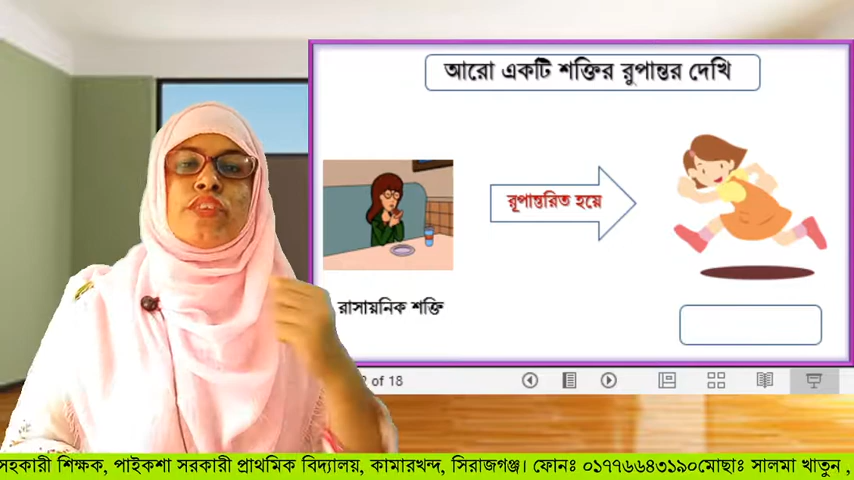 আরো একটি শক্তির রুপান্তর দেখি
রূপান্তরিত হয়ে
রাসায়নিক শক্তি
of 18
সহকারী শিক্ষক, পাইকশা সরকারী প্রাথমিক বিদ্যালয়, কামারখন্দ, সিরাজগঞ্জ। ফোনঃ ০১৭৭৬৬৪৩১৯০মোছাঃ সালমা খাতুন ,